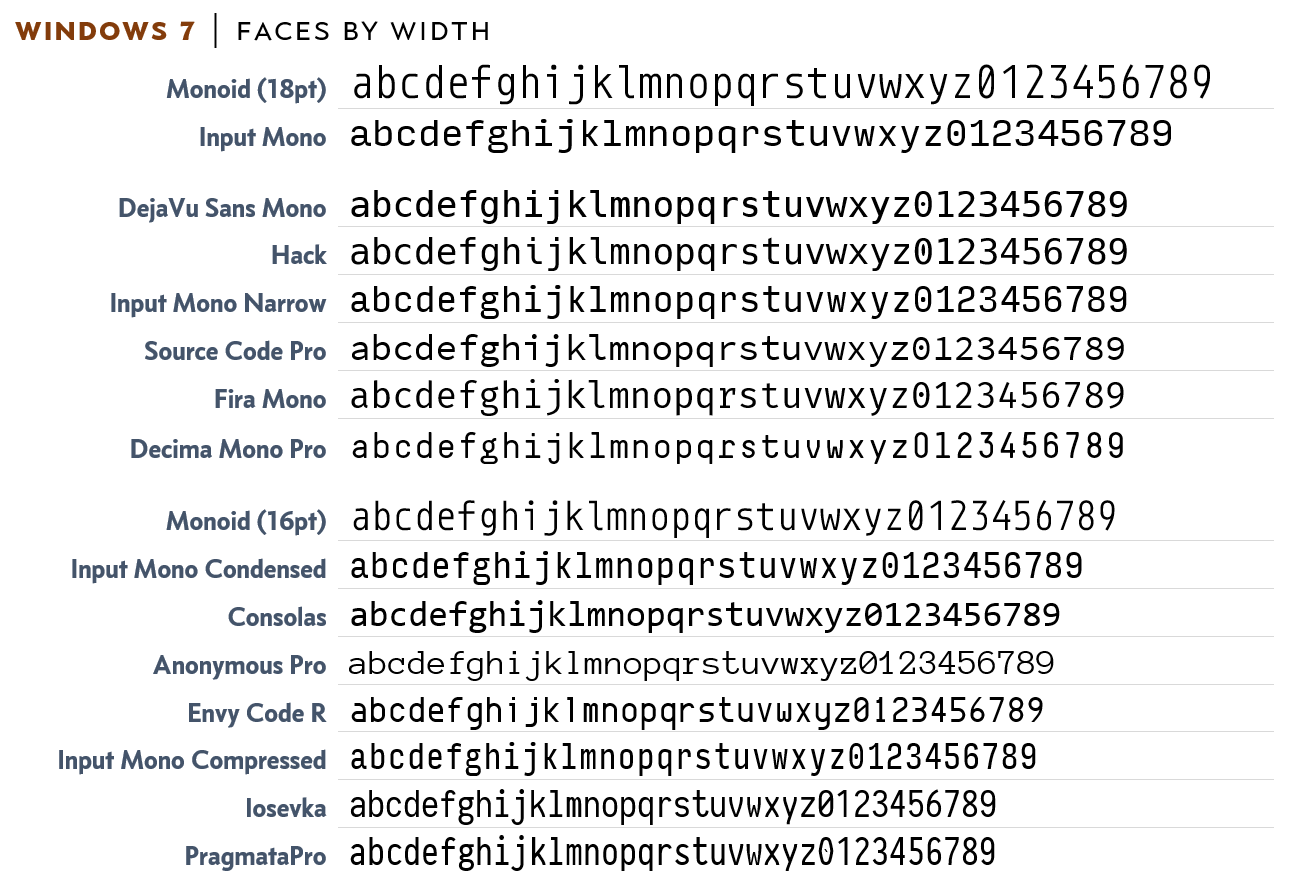 WINDOWS 7 | FACES BY WIDTH
Monoid (18pt) abcdefghijklmnopqrstuvwxyz0123456789
Input Mono abcdefghijklmnopqrstuvwxyz0123456789
DejaVu Sans Mono abcdefghijklmnopqrstuvwxyz0123456789
Hack abcdefghijklmnopqrstuvwxyz0123456789
Input Mono Narrow abcdefghijklmnopqrstuvwxyz0123456789
Source Code Pro abcdefghijklmnopqrstuvwxyz0123456789
Fira Mono abcdefghijklmnopqrstuvwxyz0123456789
Decima Mono Pro abcdefghijklmnopqrstuvwxyz0123456789
Monoid (16pt) abcdefghijklmnopqrstuvwxyz0123456789
Input Mono Condensed abcdefghijklmnopqrstuvwxyz0123456789
Consolas abcdefghijklmnopqrstuvwxyz0123456789
Anonymous Pro abcdefghijklmnopqrstuvwxyz0123456789
Envy Code R abcdefghijklmnopqrstuvwxyz0123456789
Input Mono Compressed abcdefghijklmnopqrstuvwxyz0123456789
Iosevka abcdefghijklmnopqrstuvwxyz0123456789
PragmataPro abcdefghijklmnopqrstuvwxyz0123456789